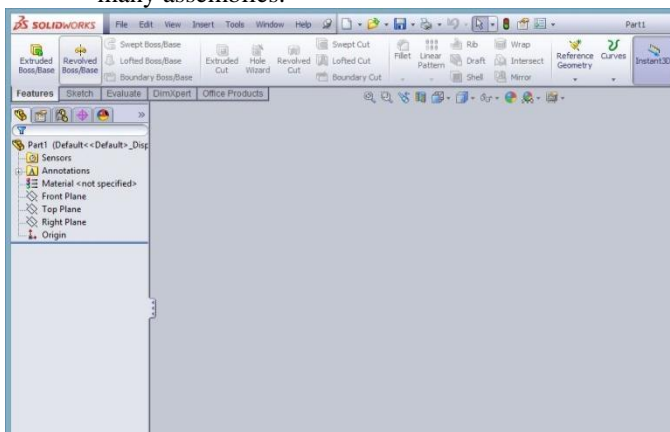 many assemblies.
SOLIDWORKS File Edit View Insert Tools Window Help Part1
Extruded Boss/Base
Revolved Boss/Base
Swept Boss/Base
Lofted Boss/Base
Boundary Boss/Base
Extruded Cut
Hole Wizard
Revolved Cut
Swept Cut
Lofted Cut
Boundary Cut
Fillet
Linear Pattern
Rib
Draft
Shell
Wrap
Intersect
Mirror
Reference Geometry
Curves
Instant3D
Features Sketch Evaluate DimXpert Office Products
Part1 (Default<<Default>_Disp
Sensors
Annotations
Material <not specified>
Front Plane
Top Plane
Right Plane
Origin